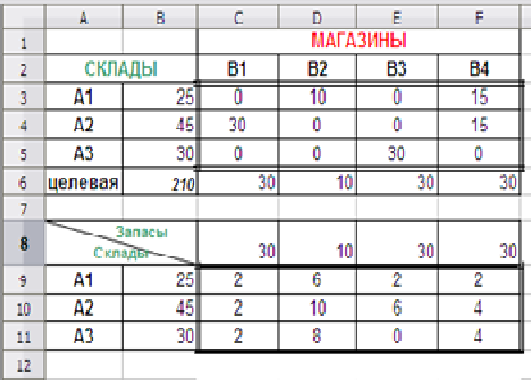 A B C D E F
1 МАГАЗИНЫ
2 СКЛАДЫ B1 B2 B3 B4
3 A1 25 0 10 0 15
4 A2 45 30 0 0 15
5 A3 30 0 0 30 0
6 целевая 210 30 10 30 30
7
8 Запасы Склады 30 10 30 30
9 A1 25 2 6 2 2
10 A2 45 2 10 6 4
11 A3 30 2 8 0 4
12